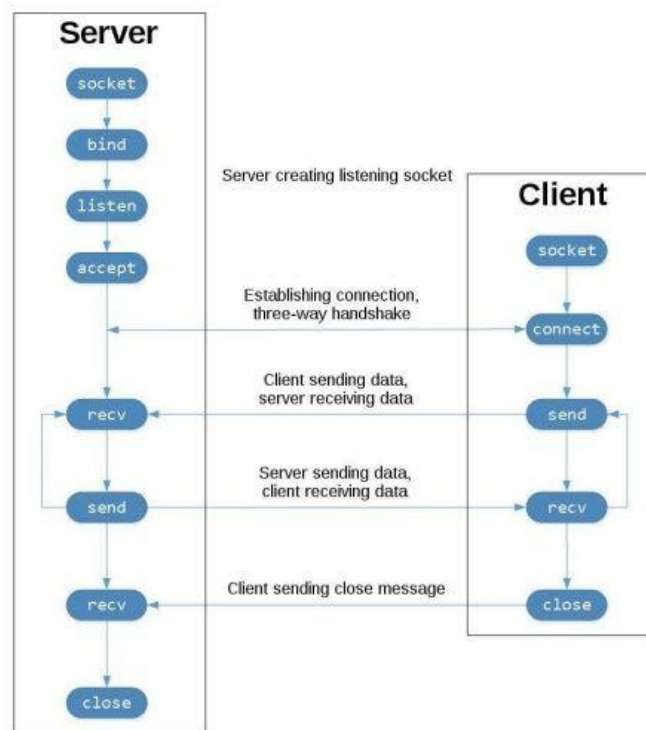 Server
socket
bind
Server creating listening socket
listen
Client
accept
socket
Establishing connection,
three-way handshake
connect
Client sending data,
server receiving data
recv
send
Server sending data,
client receiving data
send
recv
Client sending close message
recv
close
close